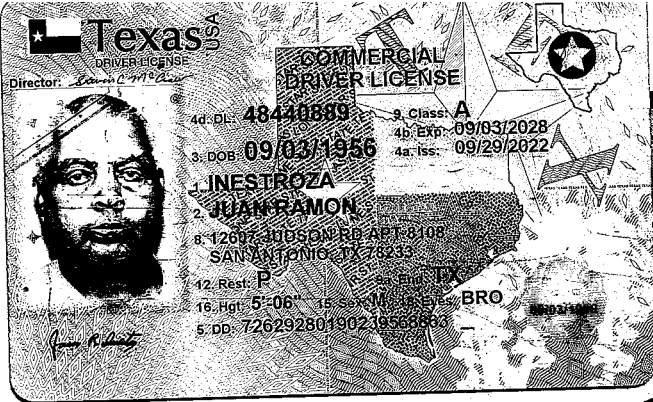 Texas USA
DRIVER LICENSE
Director:
COMMERCIAL
DRIVER LICENSE
4d. DL: 48440889 9. Class: A
4b. Exp: 09/03/2028
3. DOB: 09/03/1956 4a. Iss: 09/29/2022
1. INESTROZA
2. JUAN RAMON
8. 12607 JUDSON RD APT 8108
SAN ANTONIO, TX 78233
12. Rest: P 9a. End: TX
16. Hgt: 5'-06" 15. Sex: M 18. Eyes: BRO
5. DD: